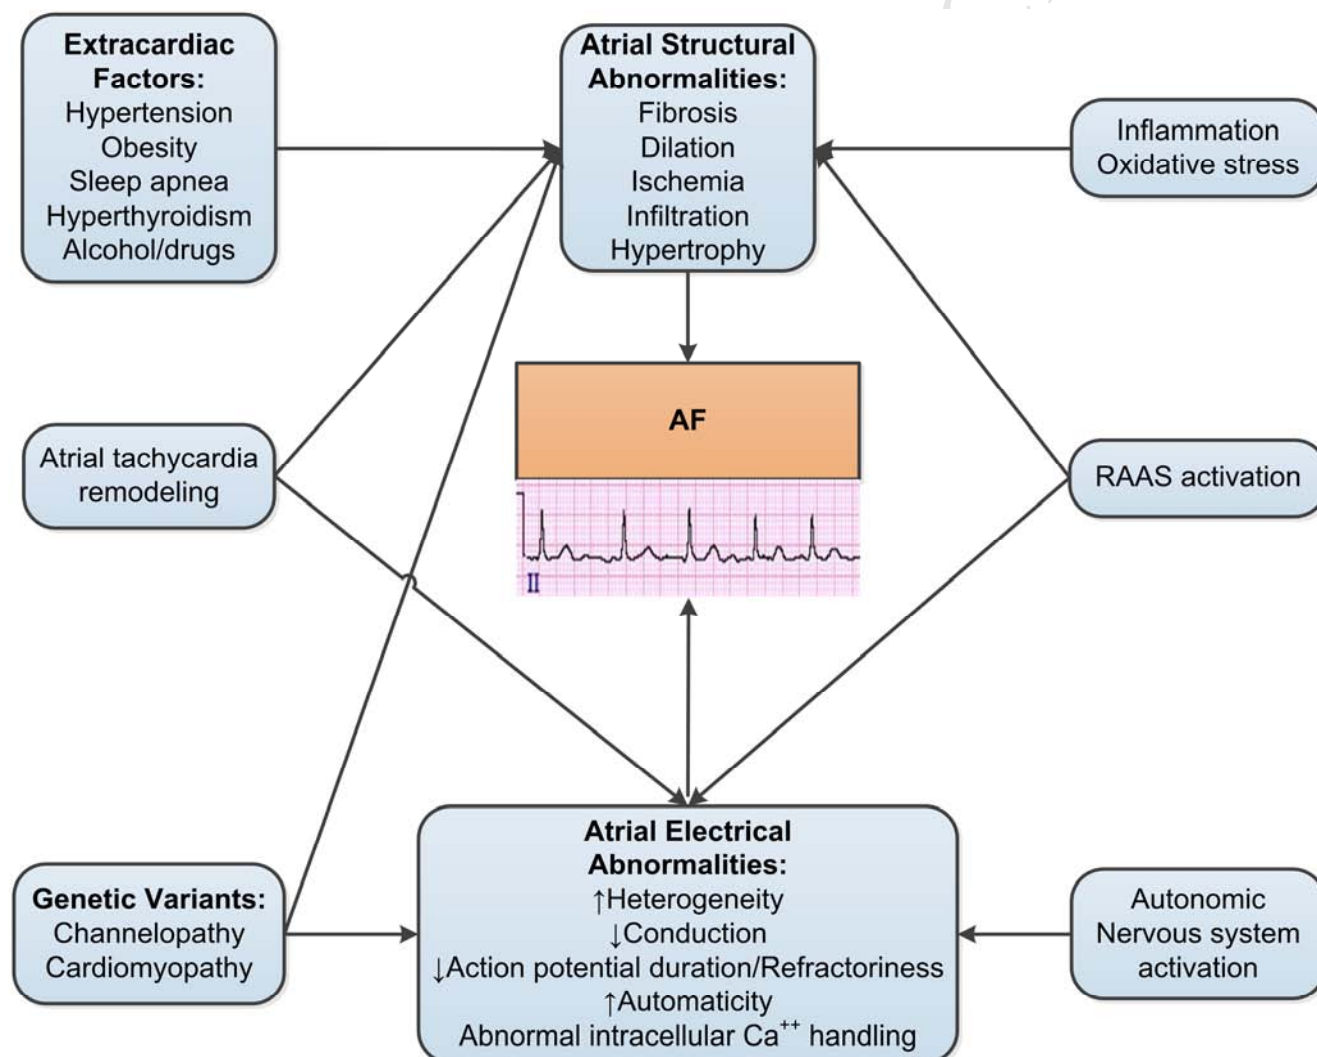 Extracardiac
Factors:
Hypertension
Obesity
Sleep apnea
Hyperthyroidism
Alcohol/drugs
Atrial Structural
Abnormalities:
Fibrosis
Dilation
Ischemia
Infiltration
Hypertrophy
Inflammation
Oxidative stress
AF
II
Atrial tachycardia
remodeling
RAAS activation
Genetic Variants:
Channelopathy
Cardiomyopathy
Atrial Electrical
Abnormalities:
↑Heterogeneity
↓Conduction
↓Action potential duration/Refractoriness
↑Automaticity
Abnormal intracellular Ca⁺⁺ handling
Autonomic
Nervous system
activation